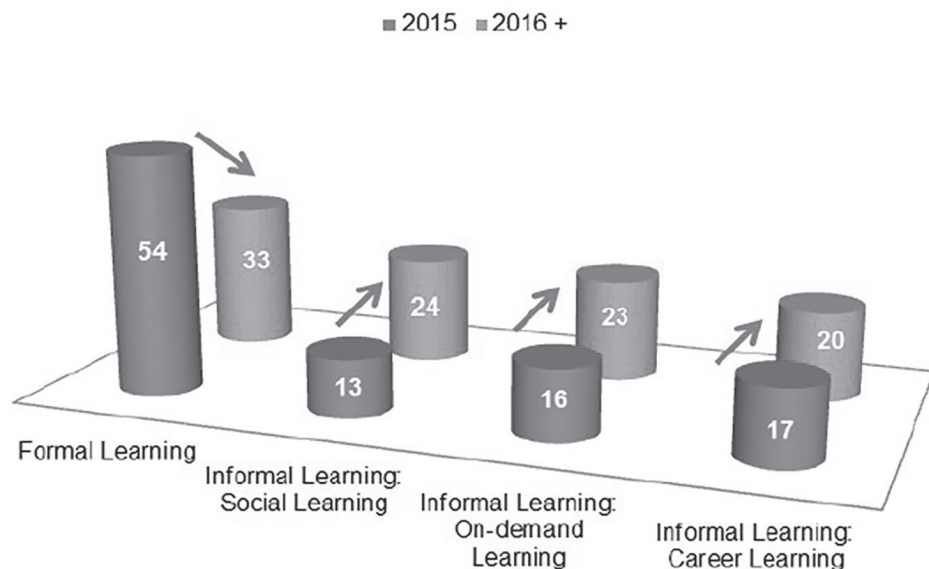 2015 2016 +
54
33
13
24
16
23
17
20
Formal Learning
Informal Learning:
Social Learning
Informal Learning:
On-demand
Learning
Informal Learning:
Career Learning